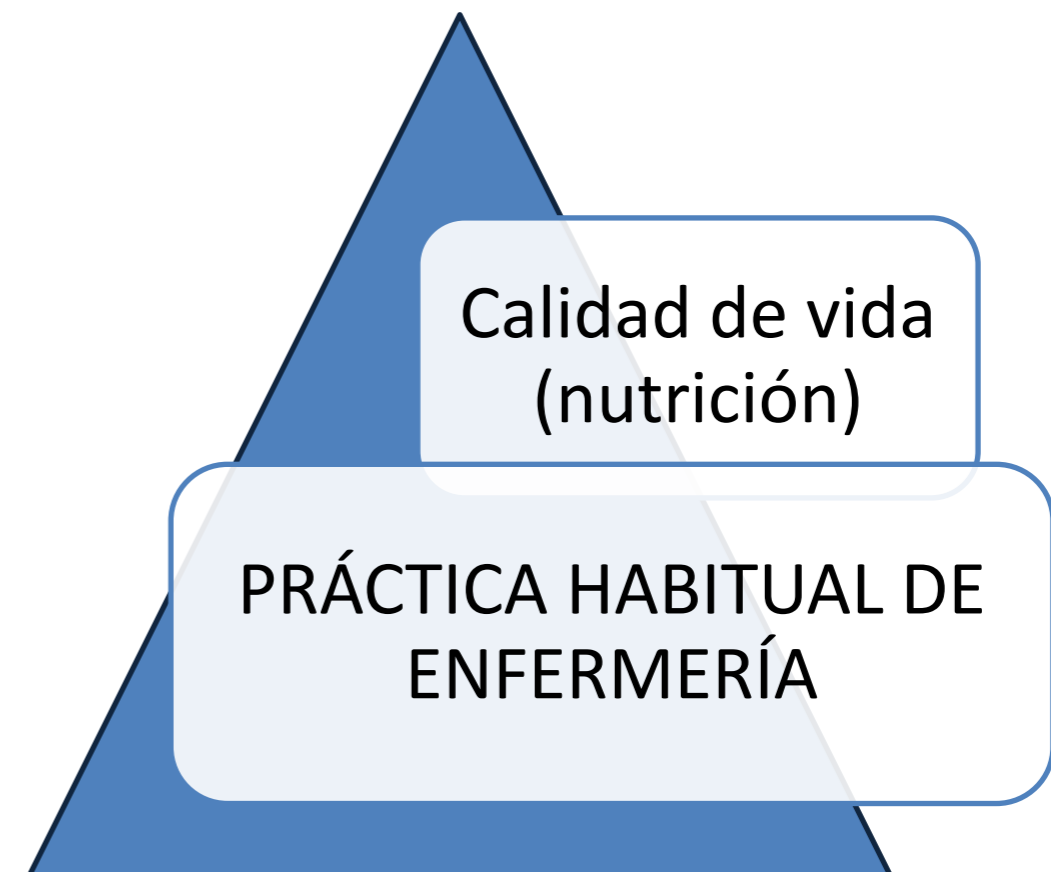 Calidad de vida
(nutrición)
PRÁCTICA HABITUAL DE
ENFERMERÍA